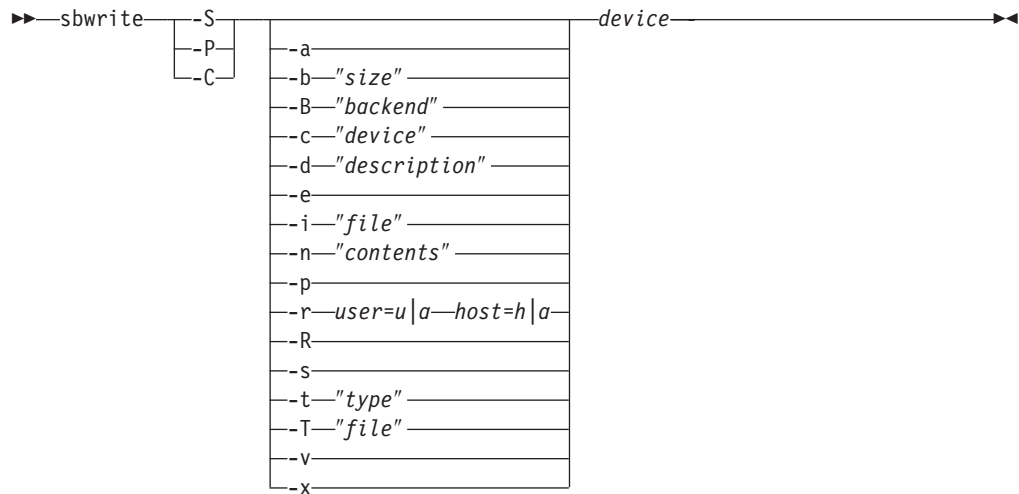 ►►─sbwrite─┬─-S─┬─┬─────┬─device─►◄
-P -a
-C -b "size"
-B "backend"
-c "device"
-d "description"
-e
-i "file"
-n "contents"
-p
-r user=u|a host=h|a
-R
-s
-t "type"
-T "file"
-v
-x